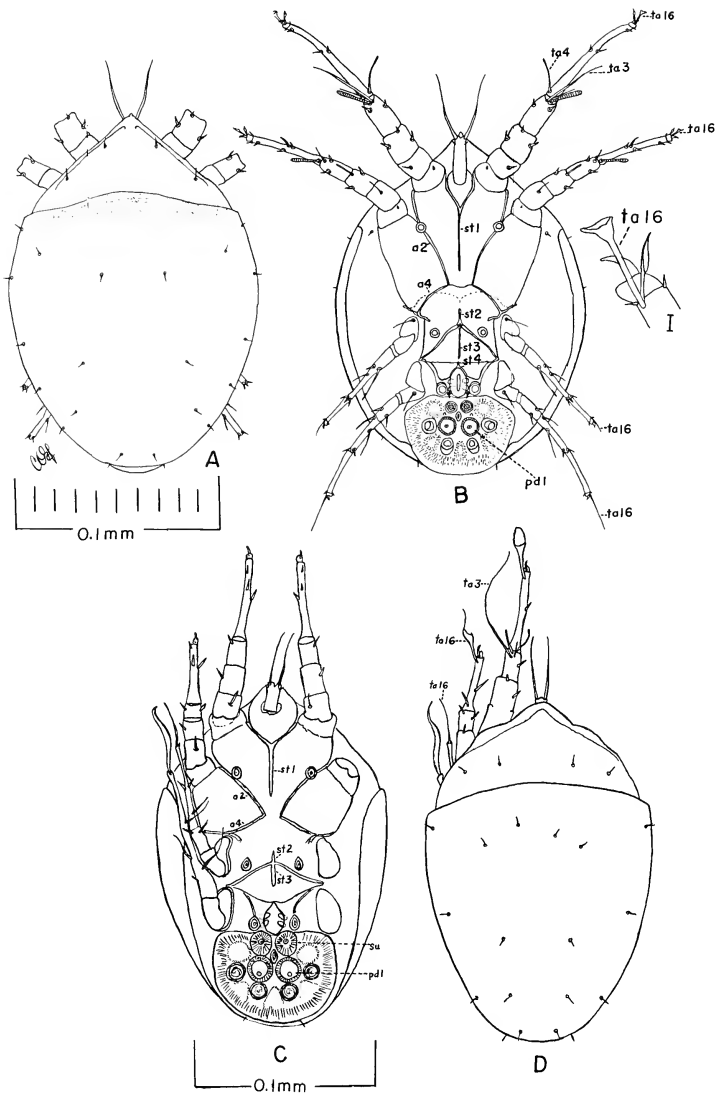 ta16
ta4
ta3
ta16
ta16
st1
a2
I
a4
st2
st3
st4
A
ta16
pd1
B
ta16
0.1mm
ta3
ta16
ta16
st1
a2
a4
st2
st3
su
pd1
C
D
0.1mm